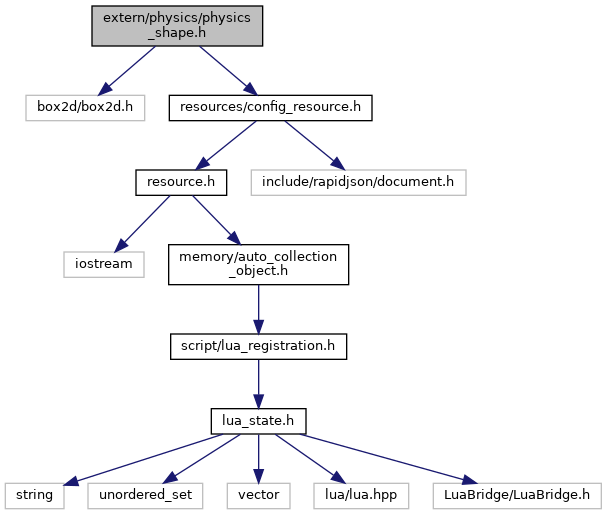 extern/physics/physics
_shape.h
box2d/box2d.h
resources/config_resource.h
resource.h
include/rapidjson/document.h
iostream
memory/auto_collection
_object.h
script/lua_registration.h
lua_state.h
string
unordered_set
vector
lua/lua.hpp
LuaBridge/LuaBridge.h